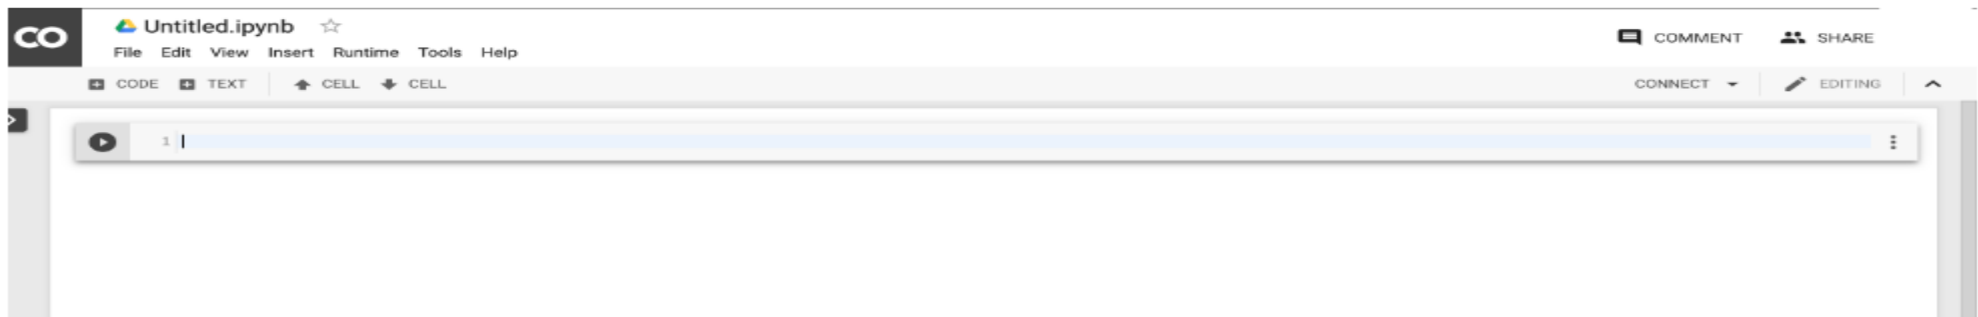 CO Untitled.ipynb
File Edit View Insert Runtime Tools Help
COMMENT SHARE
CODE TEXT CELL CELL
CONNECT EDITING
1